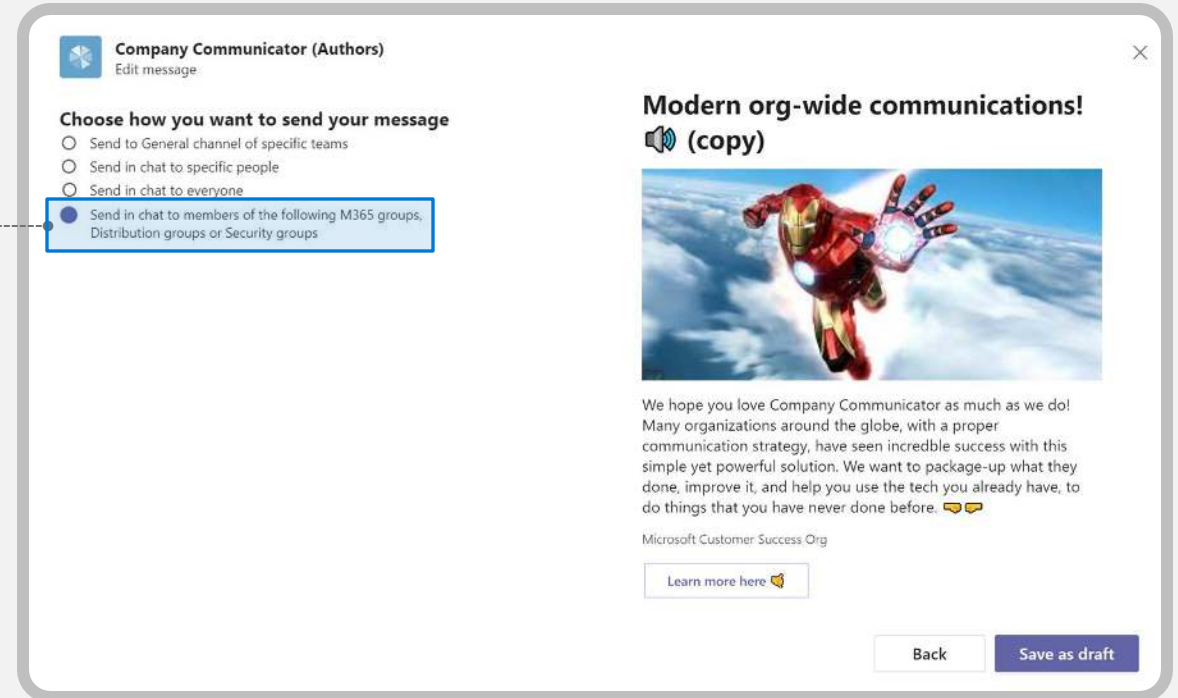 Company Communicator (Authors)
Edit message
Choose how you want to send your message
Send to General channel of specific teams
Send in chat to specific people
Send in chat to everyone
Send in chat to members of the following M365 groups,
Distribution groups or Security groups
Modern org-wide communications!
🔊 (copy)
We hope you love Company Communicator as much as we do!
Many organizations around the globe, with a proper
communication strategy, have seen incredble success with this
simple yet powerful solution. We want to package-up what they
done, improve it, and help you use the tech you already have, to
do things that you have never done before. 🤜🤛
Microsoft Customer Success Org
Learn more here 🤙
Back
Save as draft